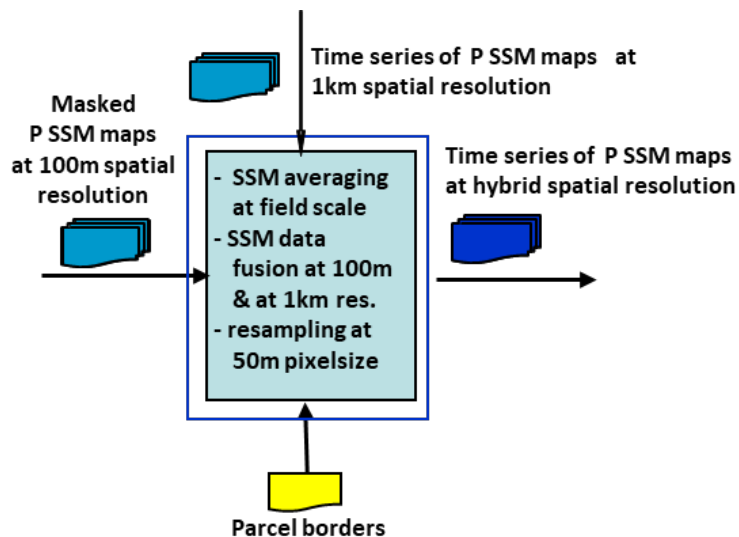 Time series of P SSM maps at
1km spatial resolution
Masked
P SSM maps
at 100m spatial
resolution
- SSM averaging
at field scale
- SSM data
fusion at 100m
& at 1km res.
- resampling at
50m pixelsize
Time series of P SSM maps
at hybrid spatial resolution
Parcel borders